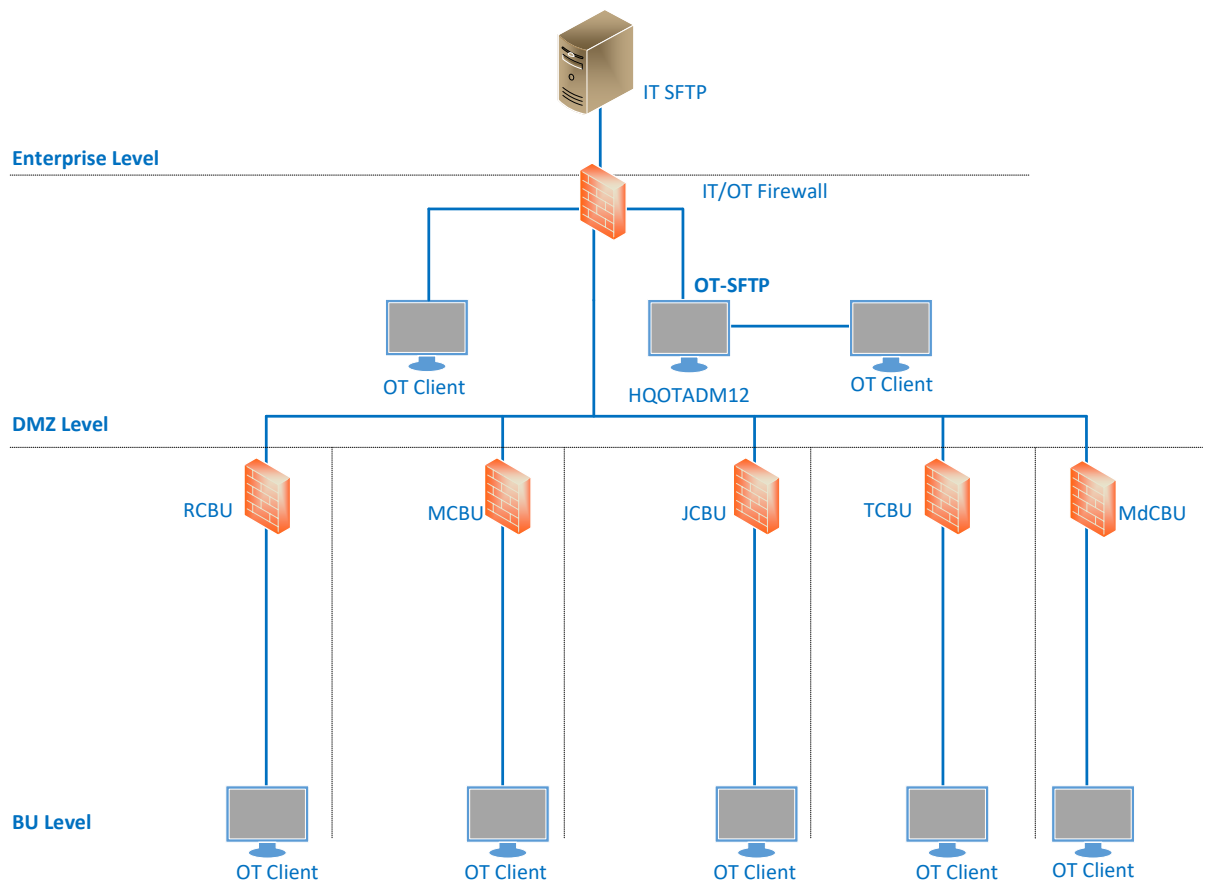 IT SFTP
Enterprise Level
IT/OT Firewall
OT-SFTP
OT Client
OT Client
HQOTADM12
DMZ Level
RCBU
MCBU
JCBU
TCBU
MdCBU
BU Level
OT Client
OT Client
OT Client
OT Client
OT Client